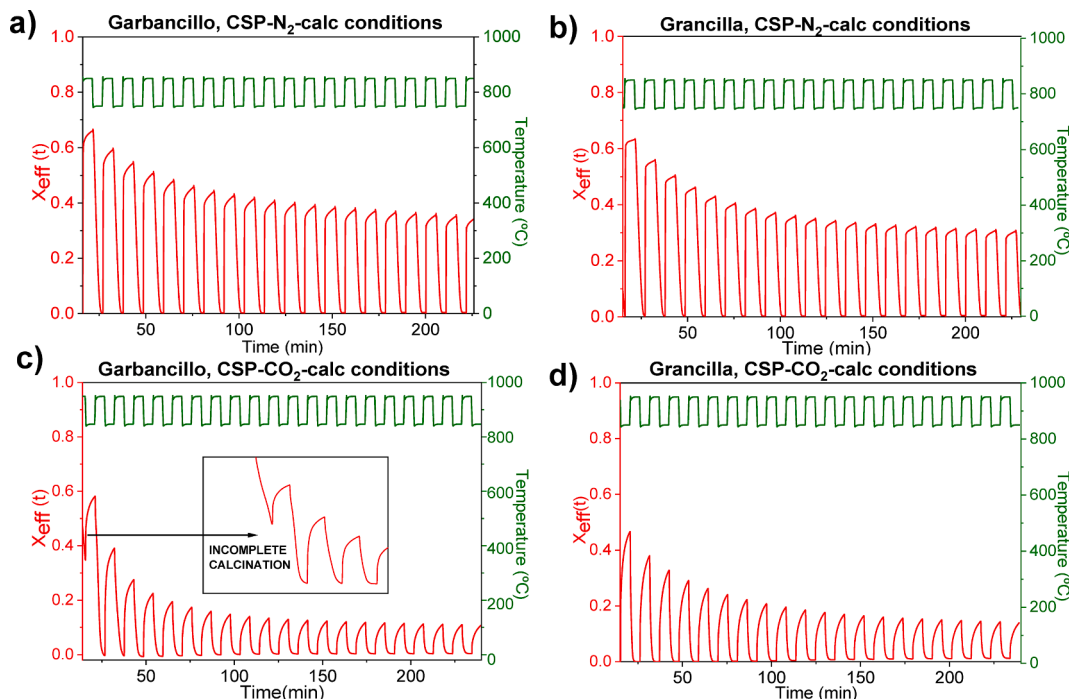 a)
Garbancillo, CSP-N₂-calc conditions
1.0
0.8
0.6
0.4
0.2
0.0
Xeff (t)
1000
800
600
400
200
0
Temperature (ºC)
50
100
150
200
Time (min)
b)
Grancilla, CSP-N₂-calc conditions
1.0
0.8
0.6
0.4
0.2
0.0
Xeff (t)
1000
800
600
400
200
0
Temperature (ºC)
50
100
150
200
Time (min)
c)
Garbancillo, CSP-CO₂-calc conditions
1.0
0.8
0.6
0.4
0.2
0.0
Xeff (t)
INCOMPLETE
CALCINATION
1000
800
600
400
200
0
Temperature (ºC)
50
100
150
200
Time(min)
d)
Grancilla, CSP-CO₂-calc conditions
1.0
0.8
0.6
0.4
0.2
0.0
Xeff(t)
1000
800
600
400
200
0
Temperature (ºC)
50
100
150
200
Time (min)